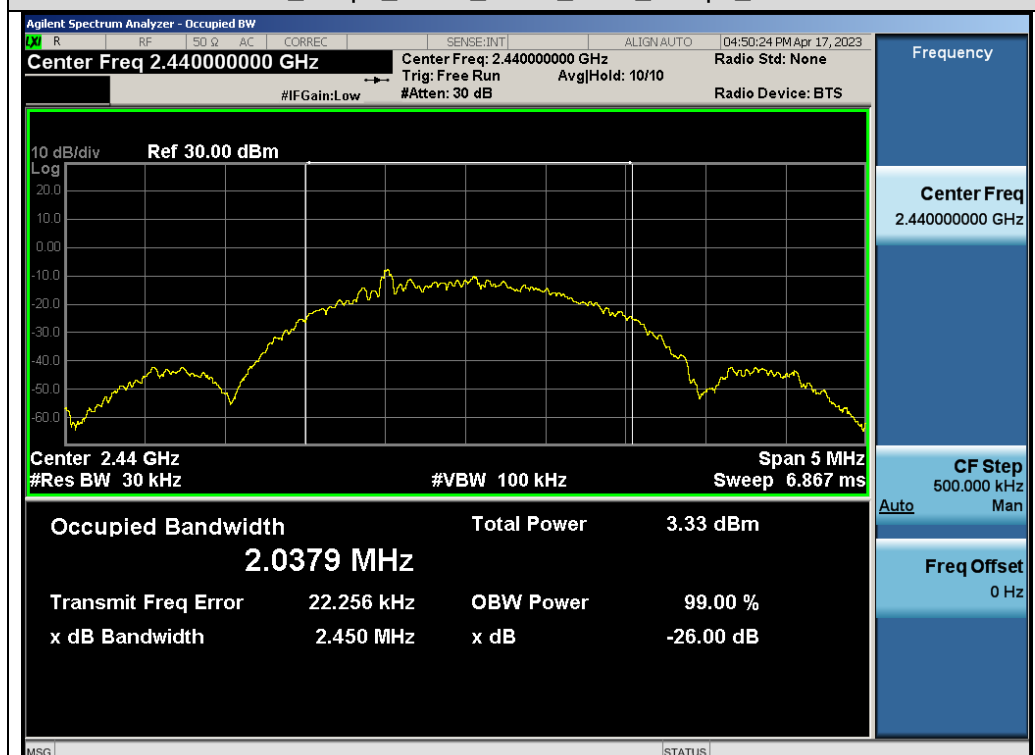 Agilent Spectrum Analyzer - Occupied BW
LXI R RF 50 Ω AC CORREC SENSE:INT ALIGN AUTO 04:50:24 PM Apr 17, 2023
Center Freq 2.440000000 GHz
Center Freq: 2.440000000 GHz Radio Std: None
Trig: Free Run Avg|Hold: 10/10
#IFGain:Low #Atten: 30 dB Radio Device: BTS
10 dB/div Ref 30.00 dBm
Log
20.0
10.0
0.00
-10.0
-20.0
-30.0
-40.0
-50.0
-60.0
Center 2.44 GHz Span 5 MHz
#Res BW 30 kHz #VBW 100 kHz Sweep 6.867 ms
Occupied Bandwidth Total Power 3.33 dBm
2.0379 MHz
Transmit Freq Error 22.256 kHz OBW Power 99.00 %
x dB Bandwidth 2.450 MHz x dB -26.00 dB
MSG STATUS
Frequency
Center Freq
2.440000000 GHz
CF Step
500.000 kHz
Auto Man
Freq Offset
0 Hz